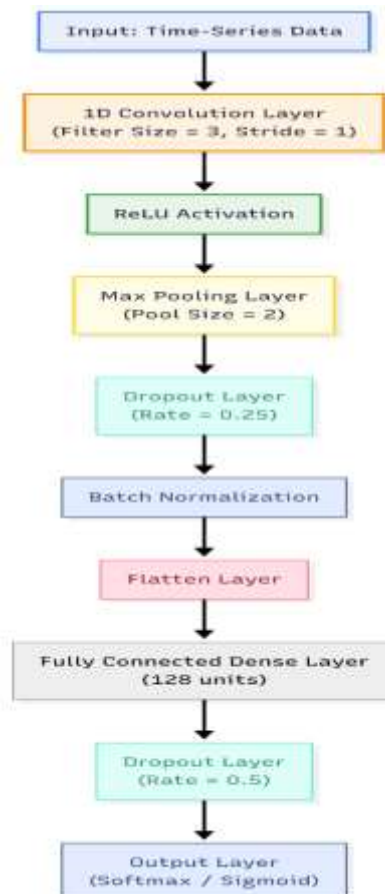 Input: Time-Series Data
1D Convolution Layer
(Filter Size = 3, Stride = 1)
ReLU Activation
Max Pooling Layer
(Pool Size = 2)
Dropout Layer
(Rate = 0.25)
Batch Normalization
Flatten Layer
Fully Connected Dense Layer
(128 units)
Dropout Layer
(Rate = 0.5)
Output Layer
(Softmax / Sigmoid)